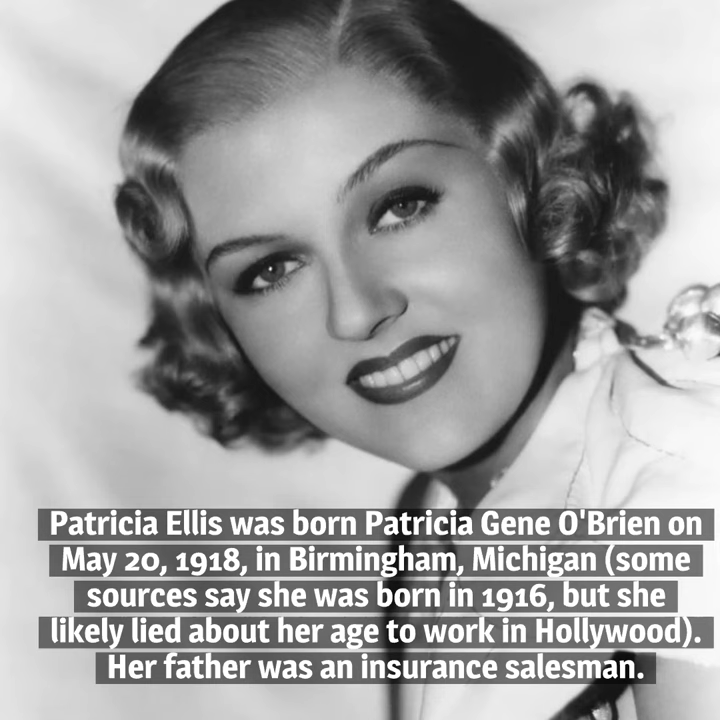 Patricia Ellis was born Patricia Gene O'Brien on
May 20, 1918, in Birmingham, Michigan (some
sources say she was born in 1916, but she
likely lied about her age to work in Hollywood).
Her father was an insurance salesman.